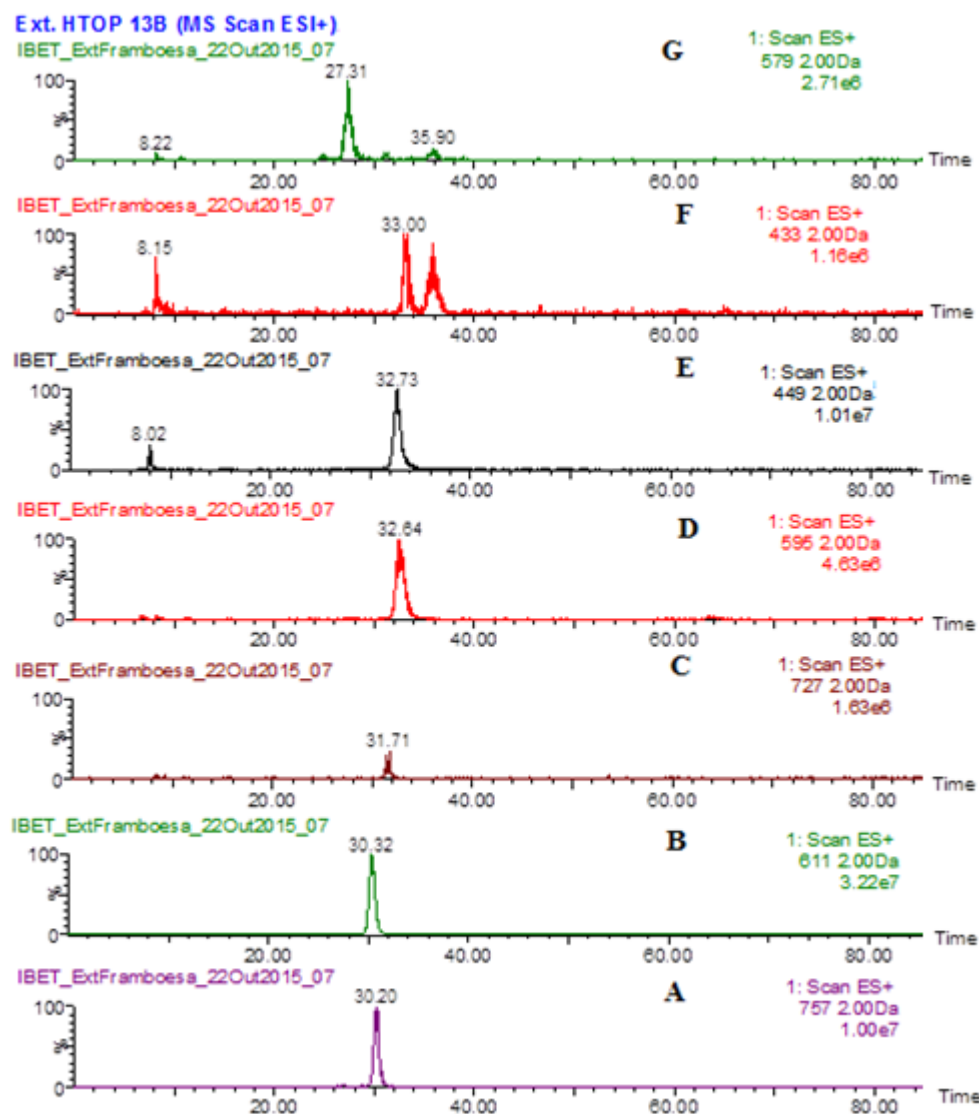 Ext. HTOP 13B (MS Scan ESI+)
IBET_ExtFramboesa_22Out2015_07
G
1: Scan ES+
579 2.00Da
2.71e6
27.31
100
8.22
35.90
%
0
20.00 40.00 60.00 80.00
Time
IBET_ExtFramboesa_22Out2015_07
F
1: Scan ES+
433 2.00Da
1.16e6
33.00
100
8.15
%
0
20.00 40.00 60.00 80.00
Time
IBET_ExtFramboesa_22Out2015_07
E
1: Scan ES+
449 2.00Da
1.01e7
32.73
100
8.02
%
0
20.00 40.00 60.00 80.00
Time
IBET_ExtFramboesa_22Out2015_07
D
1: Scan ES+
595 2.00Da
4.63e6
32.64
100
%
0
20.00 40.00 60.00 80.00
Time
IBET_ExtFramboesa_22Out2015_07
C
1: Scan ES+
727 2.00Da
1.63e6
100
31.71
%
0
20.00 40.00 60.00 80.00
Time
IBET_ExtFramboesa_22Out2015_07
B
1: Scan ES+
611 2.00Da
3.22e7
30.32
100
%
0
20.00 40.00 60.00 80.00
Time
IBET_ExtFramboesa_22Out2015_07
A
1: Scan ES+
757 2.00Da
1.00e7
30.20
100
%
0
20.00 40.00 60.00 80.00
Time